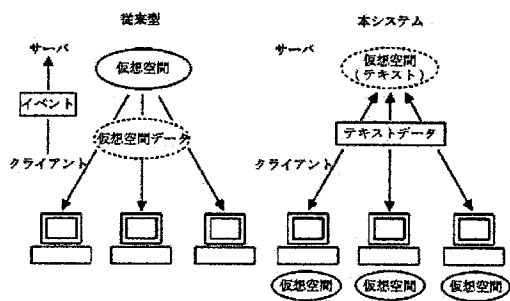 従来型
サーバ
仮想空間
イベント
仮想空間データ
クライアント
本システム
サーバ
仮想空間
(テキスト)
テキストデータ
クライアント
仮想空間
仮想空間
仮想空間